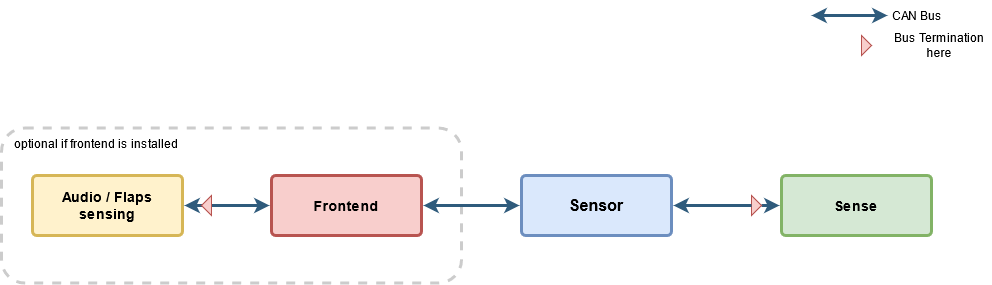 CAN Bus
Bus Termination
here
optional if frontend is installed
Audio / Flaps
sensing
Frontend
Sensor
Sense